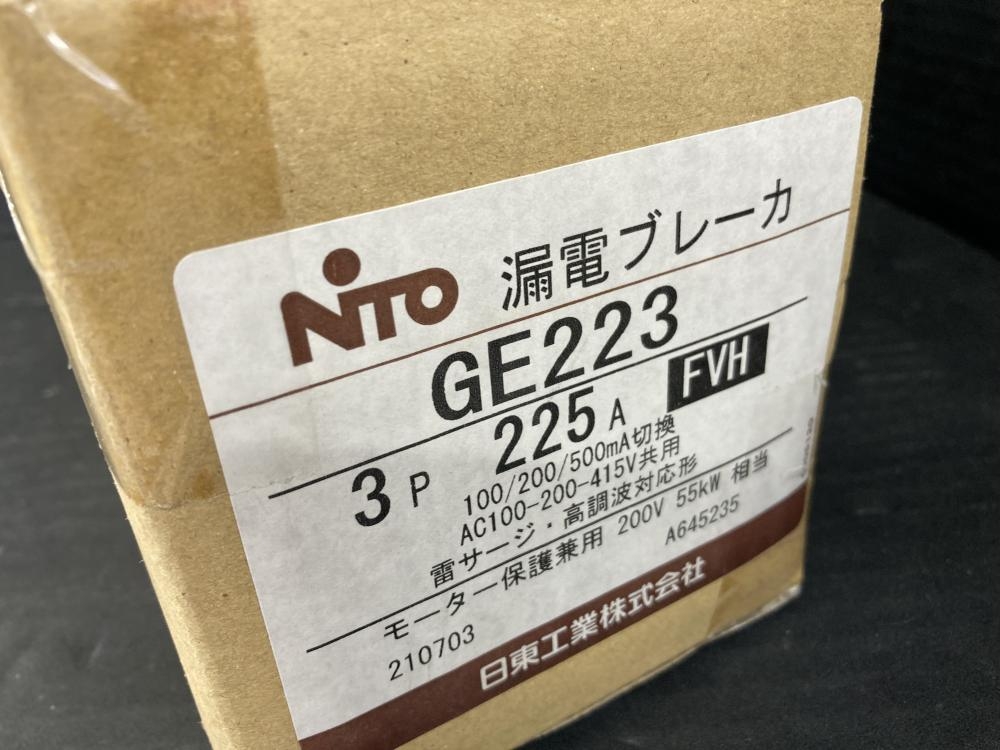 NITO 漏電ブレーカ
GE223
3P 225A FVH
100/200/500mA切換
AC100-200-415V共用
雷サージ・高調波対応形
モーター保護兼用 200V 55kW 相当
210703 A645235
日東工業株式会社